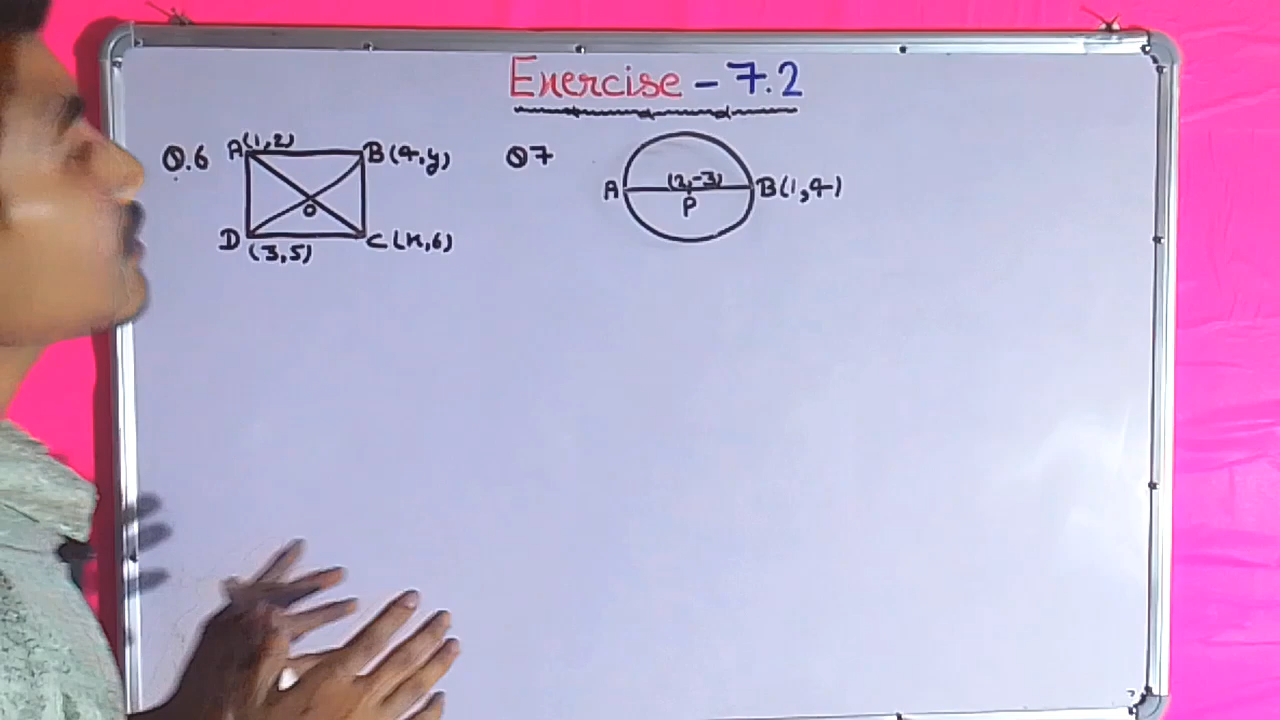 Exercise - 7.2
Q.6 A(1,2) B(4,y)
O
D (3,5) C(x,6)
Q7 A (2,-3) B(1,4)
P